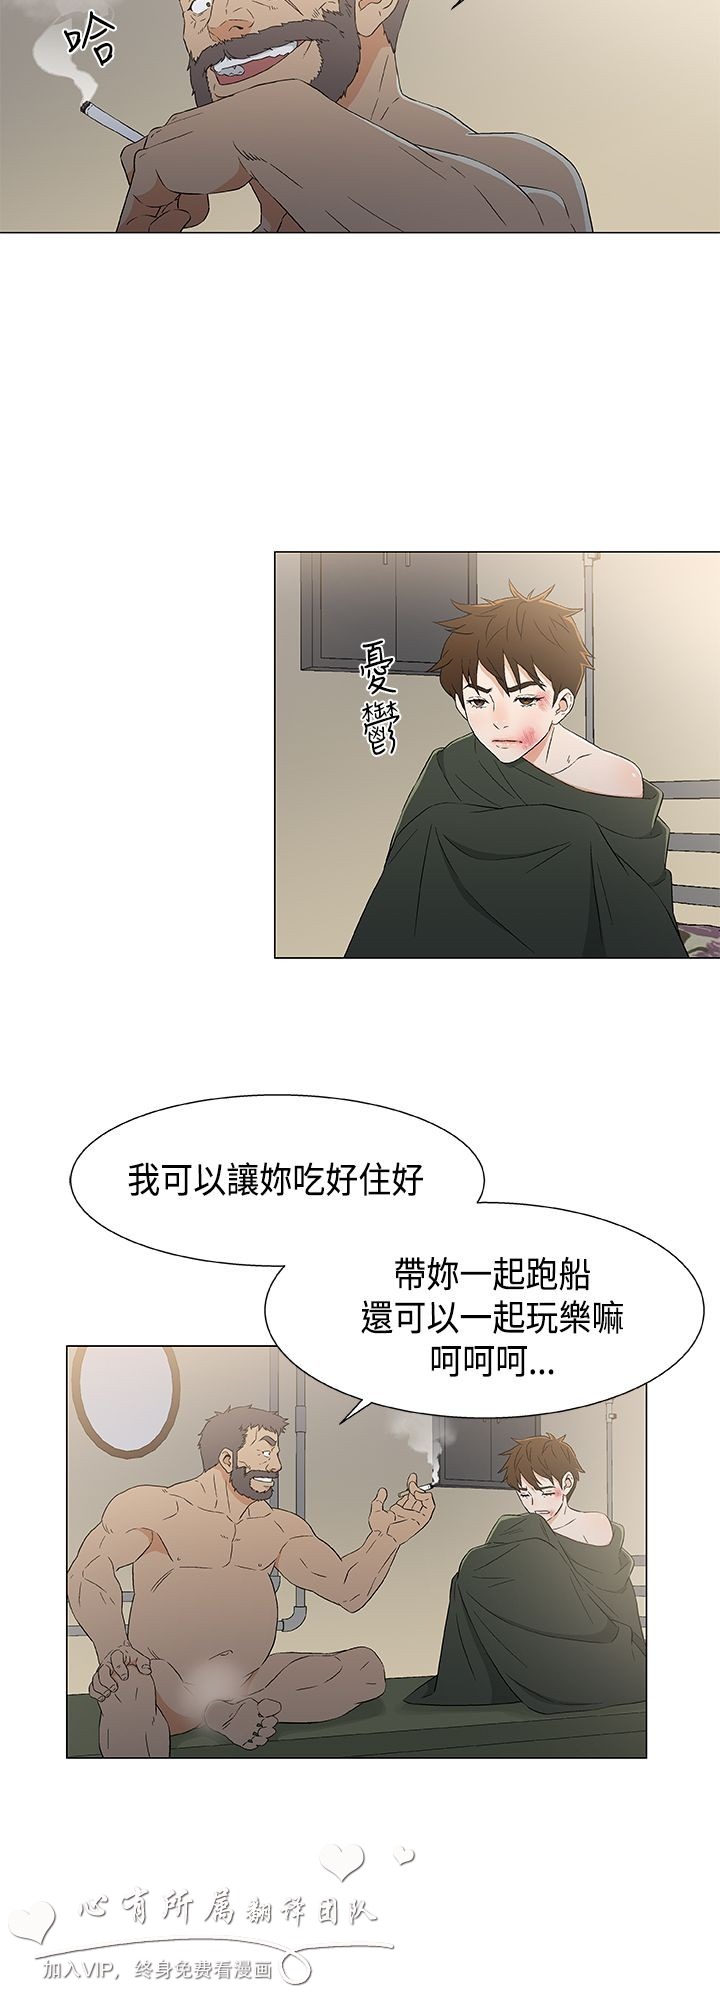 哈
憂鬱
我可以讓妳吃好住好
帶妳一起跑船
還可以一起玩樂嘛
呵呵呵...
心有所属翻译团队
加入VIP，终身免费看漫画